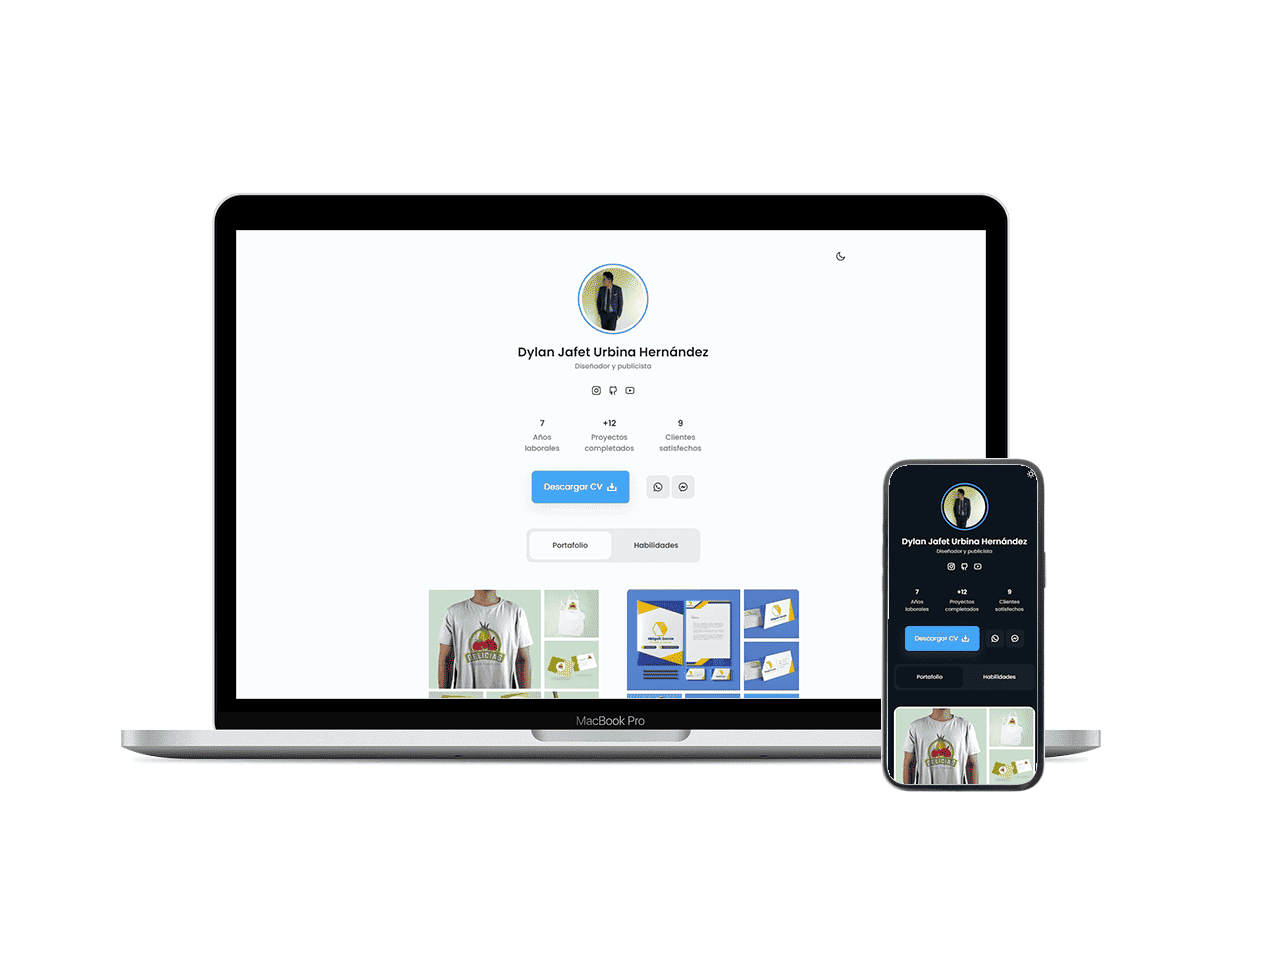 Dylan Jafet Urbina Hernández
Diseñador y publicista
7
Años
laborales
+12
Proyectos
completados
9
Clientes
satisfechos
Descargar CV
Portafolio
Habilidades
DELICIAS
MacBook Pro
Dylan Jafet Urbina Hernández
Diseñador y publicista
7
Años
laborales
+12
Proyectos
completados
9
Clientes
satisfechos
Descargar CV
Portafolio
Habilidades
DELICIAS